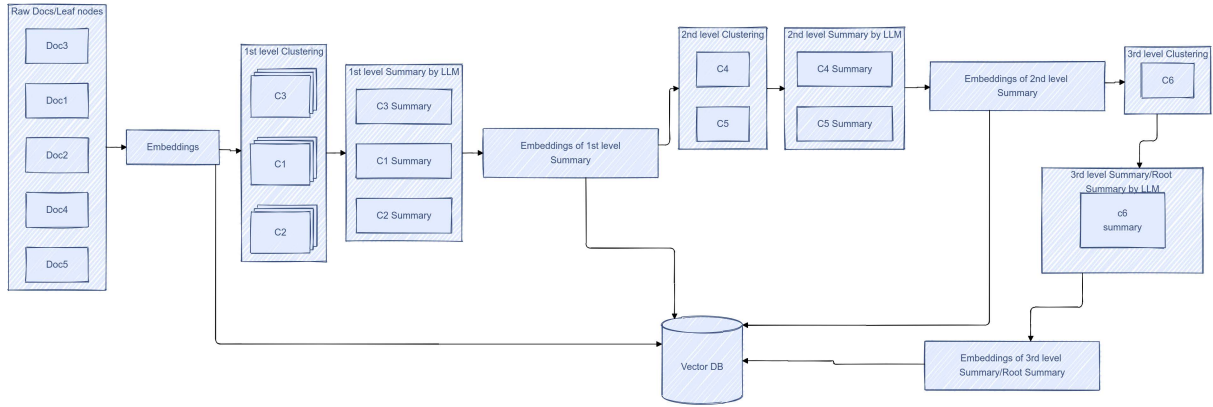 Raw Docs/Leaf nodes
Doc3
Doc1
Doc2
Doc4
Doc5
Embeddings
1st level Clustering
C3
C1
C2
1st level Summary by LLM
C3 Summary
C1 Summary
C2 Summary
Embeddings of 1st level
Summary
2nd level Clustering
C4
C5
2nd level Summary by LLM
C4 Summary
C5 Summary
Embeddings of 2nd level
Summary
3rd level Clustering
C6
3rd level Summary/Root
Summary by LLM
c6
summary
Embeddings of 3rd level
Summary/Root Summary
Vector DB